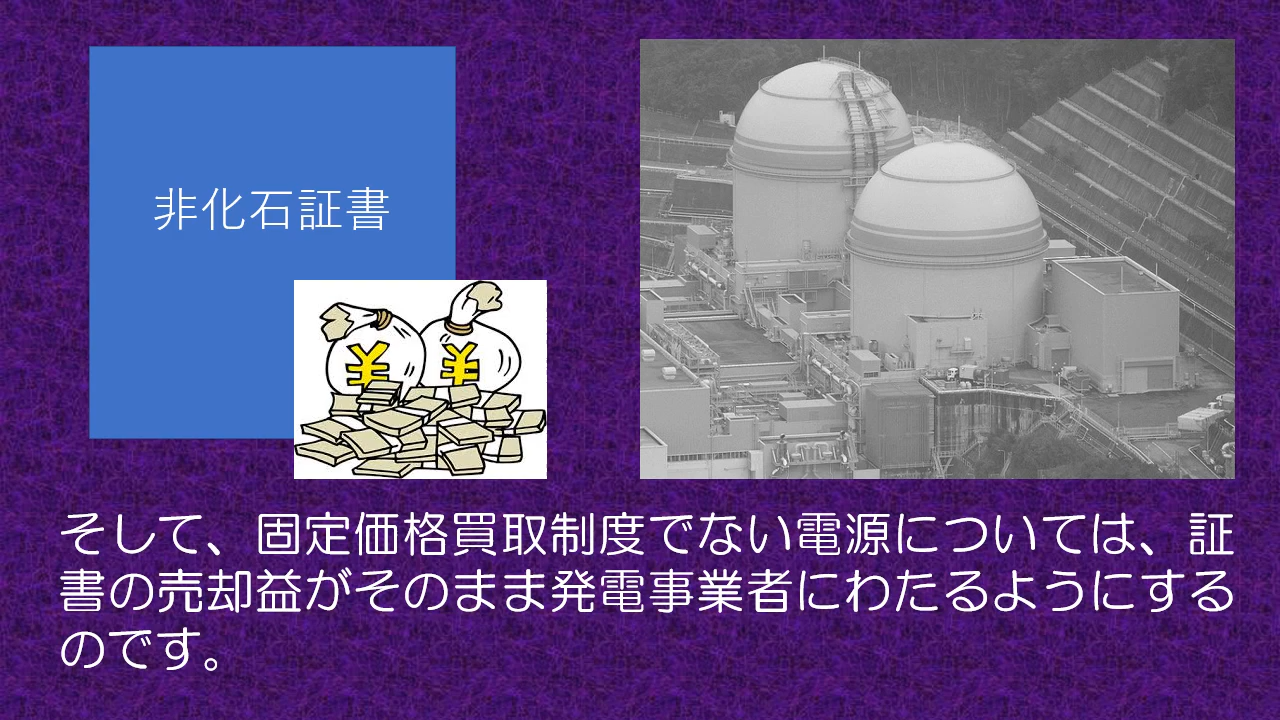 非化石証書
¥ ¥
そして、固定価格買取制度でない電源については、証
書の売却益がそのまま発電事業者にわたるようにする
のです。